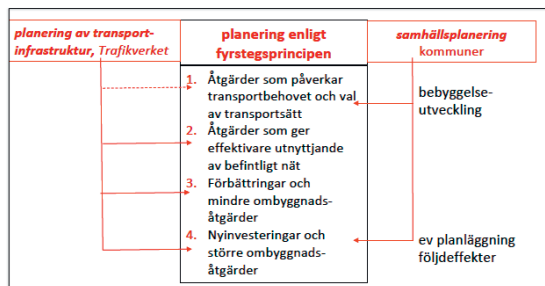 planering av transport-
infrastruktur, Trafikverket
planering enligt
fyrstegsprincipen
samhällsplanering
kommuner
1. Åtgärder som påverkar
transportbehovet och val
av transportsätt
2. Åtgärder som ger
effektivare utnyttjande
av befintligt nät
3. Förbättringar och
mindre ombyggnads-
åtgärder
4. Nyinvesteringar och
större ombyggnads-
åtgärder
bebyggelse-
utveckling
ev planläggning
följdeffekter